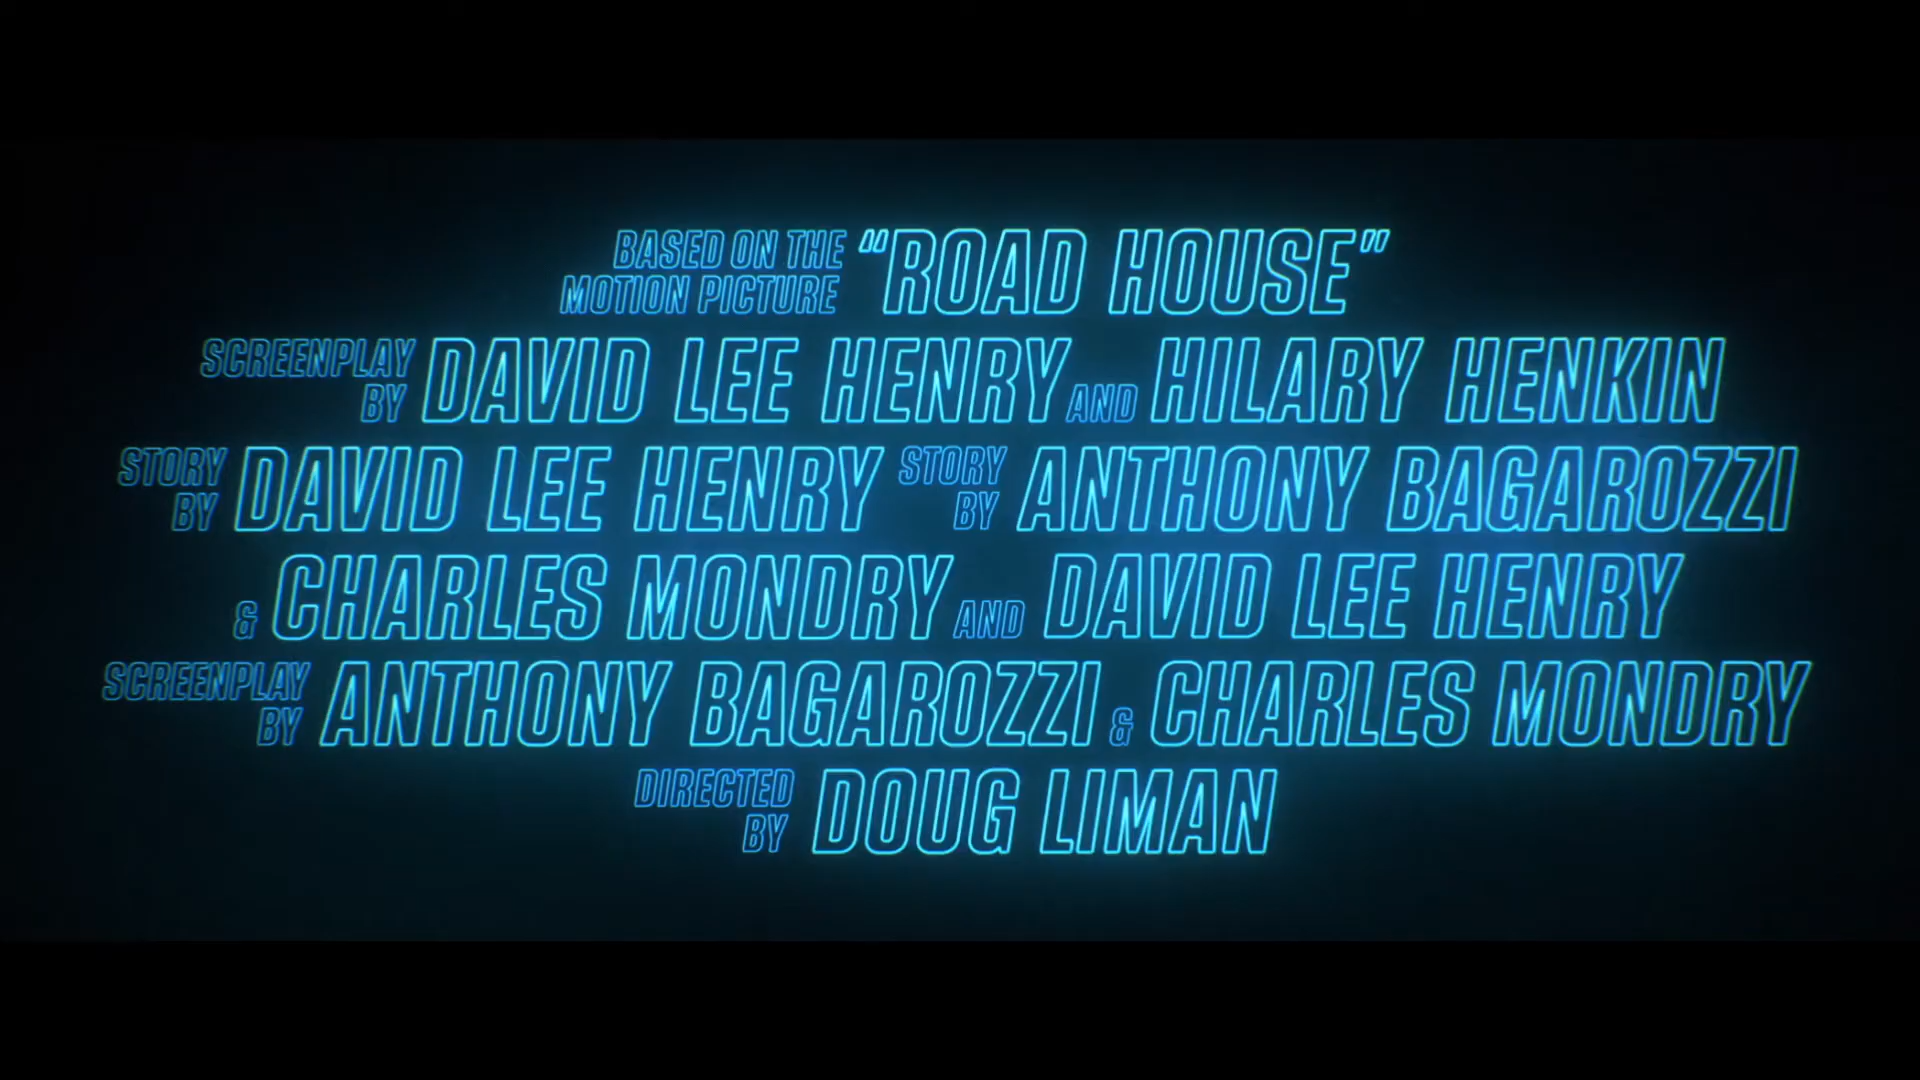 BASED ON THE MOTION PICTURE “ROAD HOUSE”
SCREENPLAY BY DAVID LEE HENRY AND HILARY HENKIN
STORY BY DAVID LEE HENRY STORY BY ANTHONY BAGAROZZI
& CHARLES MONDRY AND DAVID LEE HENRY
SCREENPLAY BY ANTHONY BAGAROZZI & CHARLES MONDRY
DIRECTED BY DOUG LIMAN